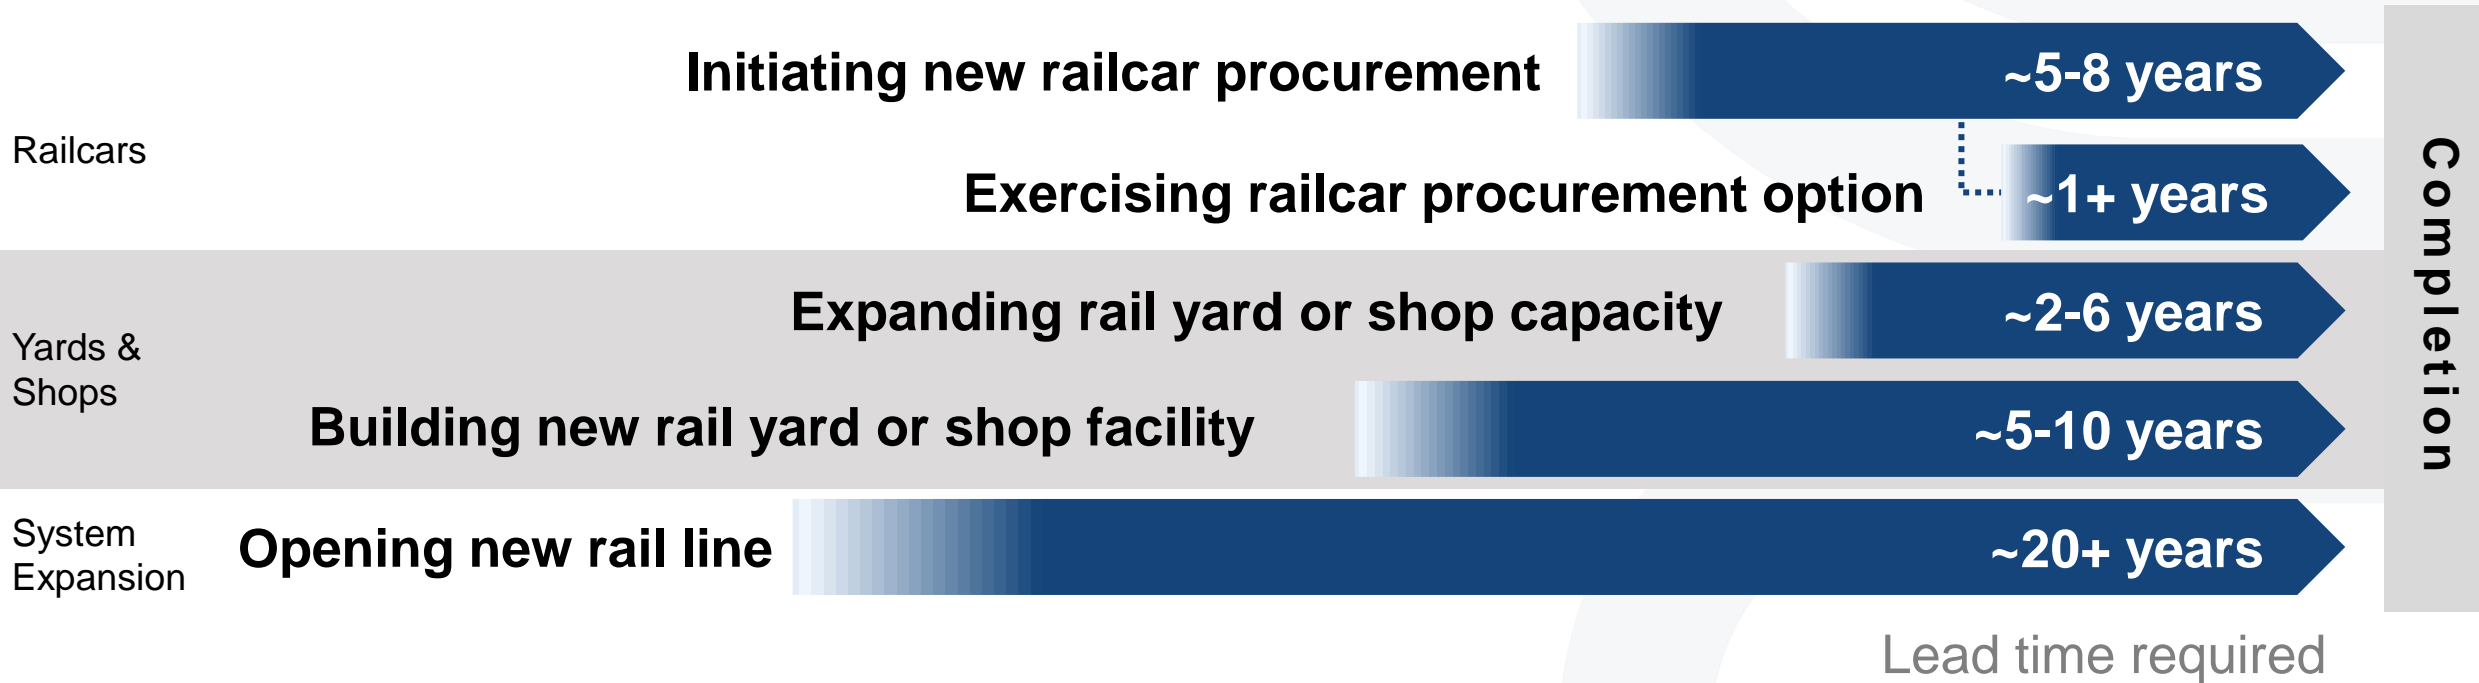 Railcars
Initiating new railcar procurement
~5-8 years
Exercising railcar procurement option
~1+ years
Yards &
Shops
Expanding rail yard or shop capacity
~2-6 years
Building new rail yard or shop facility
~5-10 years
System
Expansion
Opening new rail line
~20+ years
Completion
Lead time required